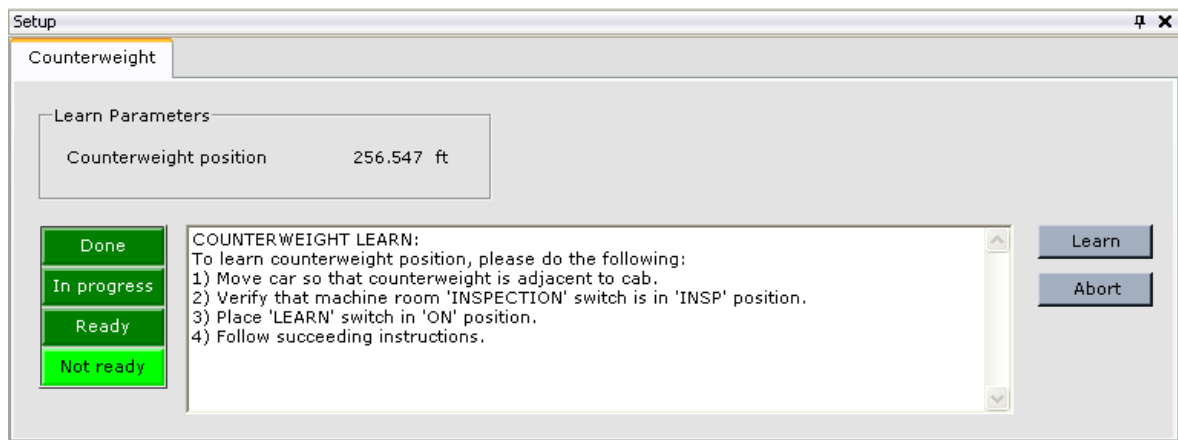 Setup
Counterweight
Learn Parameters
Counterweight position 256.547 ft
Done
In progress
Ready
Not ready
COUNTERWEIGHT LEARN:
To learn counterweight position, please do the following:
1) Move car so that counterweight is adjacent to cab.
2) Verify that machine room 'INSPECTION' switch is in 'INSP' position.
3) Place 'LEARN' switch in 'ON' position.
4) Follow succeeding instructions.
Learn
Abort